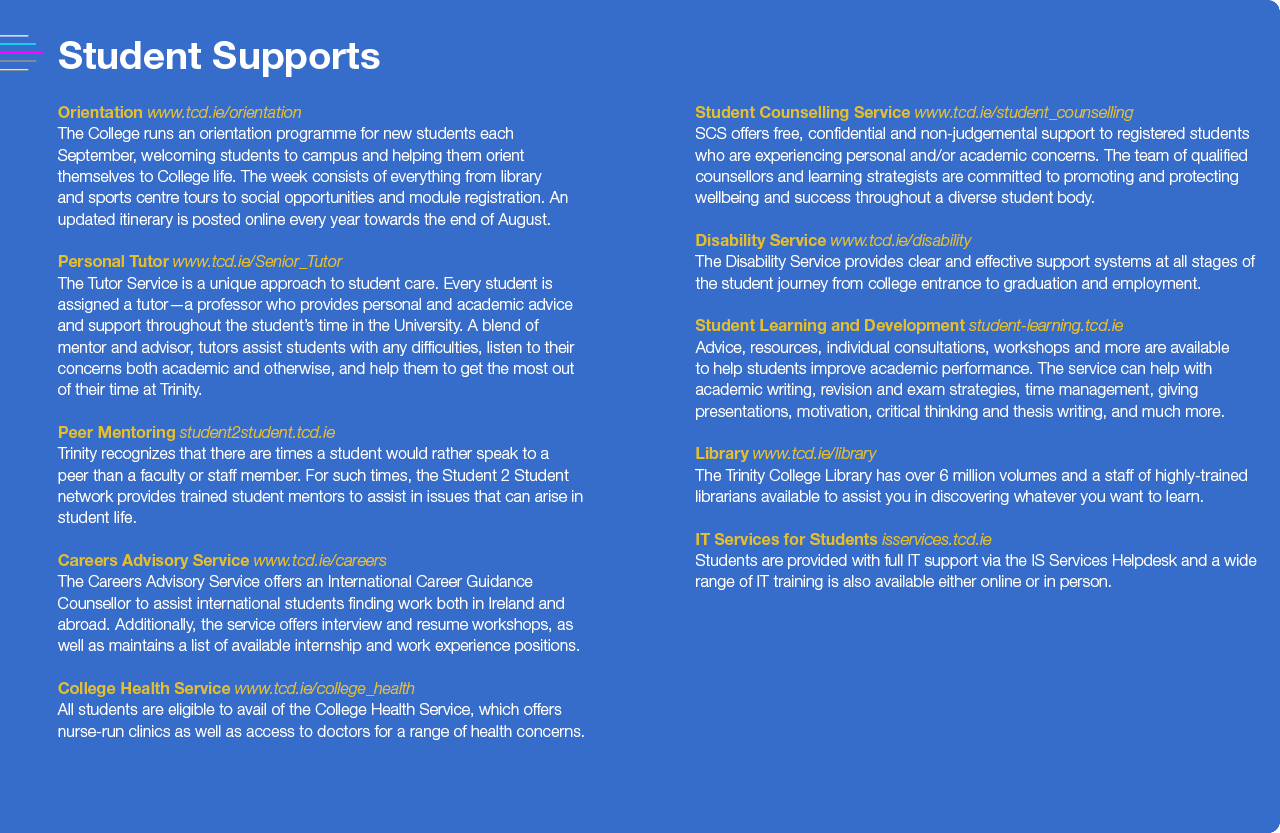 Student Supports
Orientation www.tcd.ie/orientation
The College runs an orientation programme for new students each
September, welcoming students to campus and helping them orient
themselves to College life. The week consists of everything from library
and sports centre tours to social opportunities and module registration. An
updated itinerary is posted online every year towards the end of August.
Personal Tutor www.tcd.ie/Senior_Tutor
The Tutor Service is a unique approach to student care. Every student is
assigned a tutor—a professor who provides personal and academic advice
and support throughout the student's time in the University. A blend of
mentor and advisor, tutors assist students with any difficulties, listen to their
concerns both academic and otherwise, and help them to get the most out
of their time at Trinity.
Peer Mentoring student2student.tcd.ie
Trinity recognizes that there are times a student would rather speak to a
peer than a faculty or staff member. For such times, the Student 2 Student
network provides trained student mentors to assist in issues that can arise in
student life.
Careers Advisory Service www.tcd.ie/careers
The Careers Advisory Service offers an International Career Guidance
Counsellor to assist international students finding work both in Ireland and
abroad. Additionally, the service offers interview and resume workshops, as
well as maintains a list of available internship and work experience positions.
College Health Service www.tcd.ie/college_health
All students are eligible to avail of the College Health Service, which offers
nurse-run clinics as well as access to doctors for a range of health concerns.
Student Counselling Service www.tcd.ie/student_counselling
SCS offers free, confidential and non-judgemental support to registered students
who are experiencing personal and/or academic concerns. The team of qualified
counsellors and learning strategists are committed to promoting and protecting
wellbeing and success throughout a diverse student body.
Disability Service www.tcd.ie/disability
The Disability Service provides clear and effective support systems at all stages of
the student journey from college entrance to graduation and employment.
Student Learning and Development student-learning.tcd.ie
Advice, resources, individual consultations, workshops and more are available
to help students improve academic performance. The service can help with
academic writing, revision and exam strategies, time management, giving
presentations, motivation, critical thinking and thesis writing, and much more.
Library www.tcd.ie/library
The Trinity College Library has over 6 million volumes and a staff of highly-trained
librarians available to assist you in discovering whatever you want to learn.
IT Services for Students isservices.tcd.ie
Students are provided with full IT support via the IS Services Helpdesk and a wide
range of IT training is also available either online or in person.